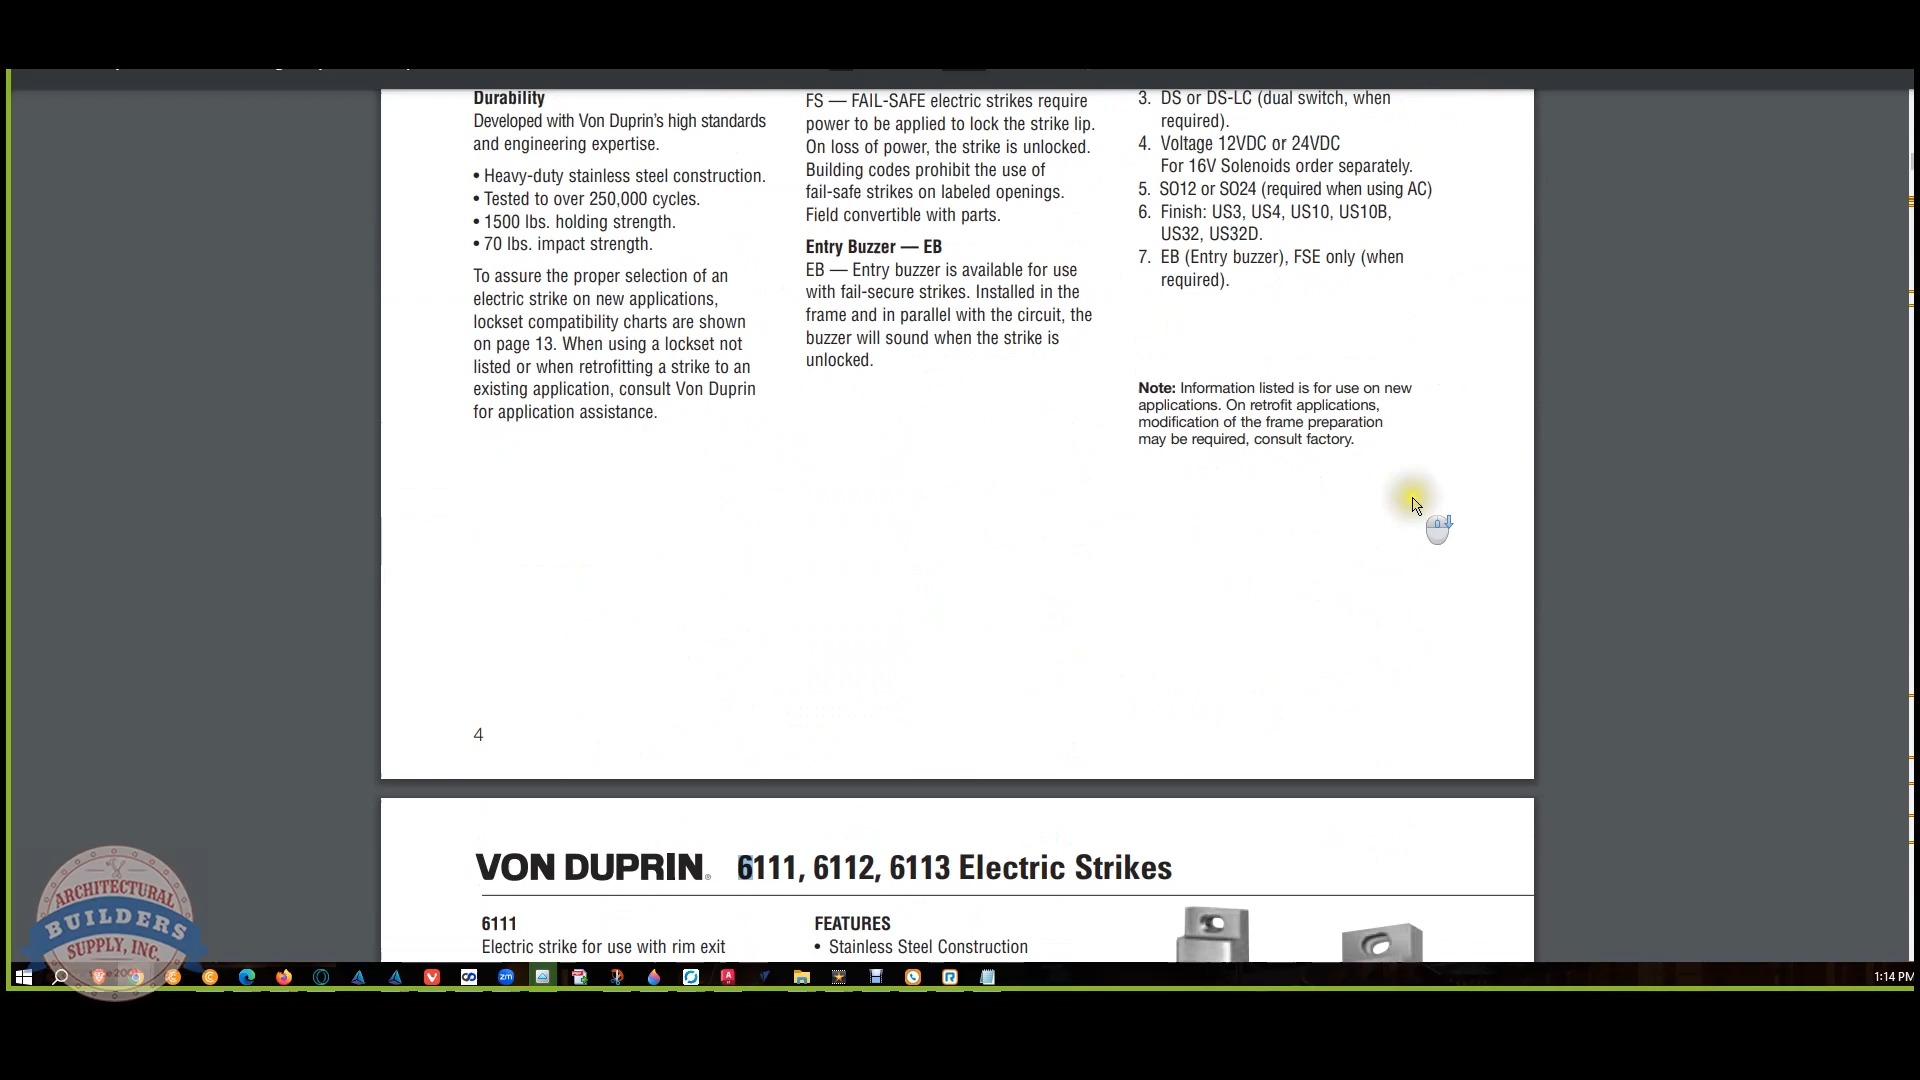 Durability
Developed with Von Duprin's high standards
and engineering expertise.
• Heavy-duty stainless steel construction.
• Tested to over 250,000 cycles.
• 1500 lbs. holding strength.
• 70 lbs. impact strength.
To assure the proper selection of an
electric strike on new applications,
lockset compatibility charts are shown
on page 13. When using a lockset not
listed or when retrofitting a strike to an
existing application, consult Von Duprin
for application assistance.
FS — FAIL-SAFE electric strikes require
power to be applied to lock the strike lip.
On loss of power, the strike is unlocked.
Building codes prohibit the use of
fail-safe strikes on labeled openings.
Field convertible with parts.
Entry Buzzer — EB
EB — Entry buzzer is available for use
with fail-secure strikes. Installed in the
frame and in parallel with the circuit, the
buzzer will sound when the strike is
unlocked.
3. DS or DS-LC (dual switch, when
required).
4. Voltage 12VDC or 24VDC
For 16V Solenoids order separately.
5. SO12 or SO24 (required when using AC)
6. Finish: US3, US4, US10, US10B,
US32, US32D.
7. EB (Entry buzzer), FSE only (when
required).
Note: Information listed is for use on new
applications. On retrofit applications,
modification of the frame preparation
may be required, consult factory.
4
VON DUPRIN® 6111, 6112, 6113 Electric Strikes
6111
Electric strike for use with rim exit
FEATURES
• Stainless Steel Construction
ARCHITECTURAL
BUILDERS
SUPPLY, INC.
zm
1:14 PM